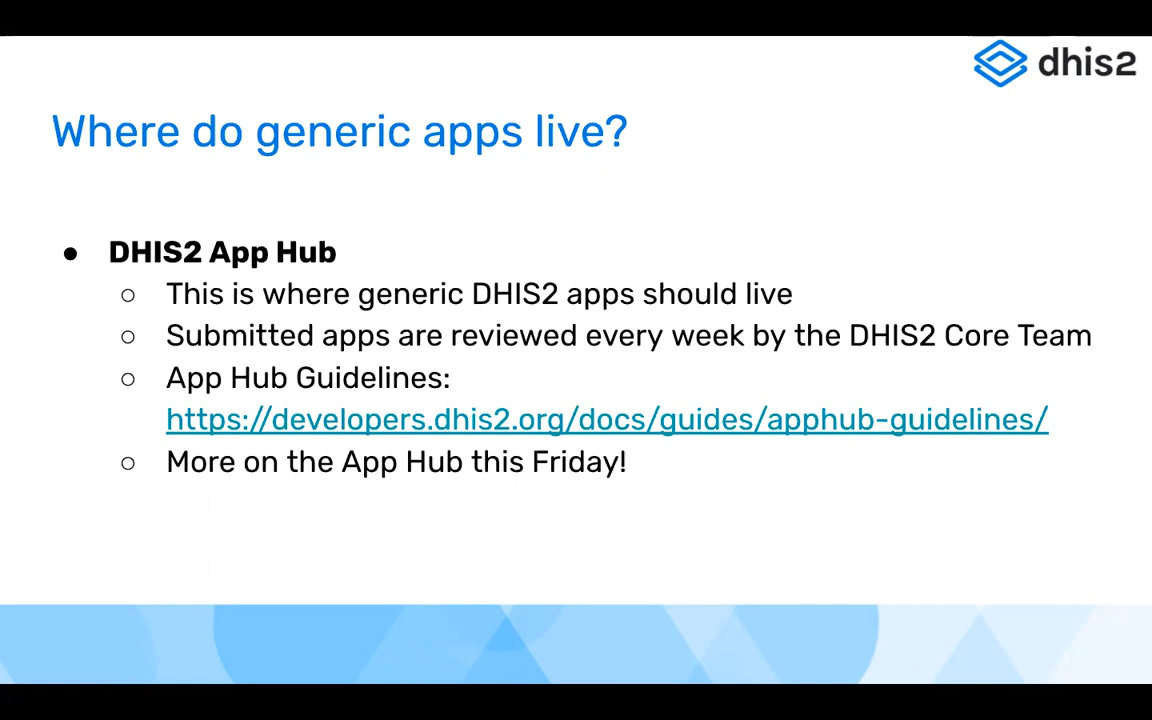 dhis2
Where do generic apps live?
● DHIS2 App Hub
○ This is where generic DHIS2 apps should live
○ Submitted apps are reviewed every week by the DHIS2 Core Team
○ App Hub Guidelines:
https://developers.dhis2.org/docs/guides/apphub-guidelines/
○ More on the App Hub this Friday!